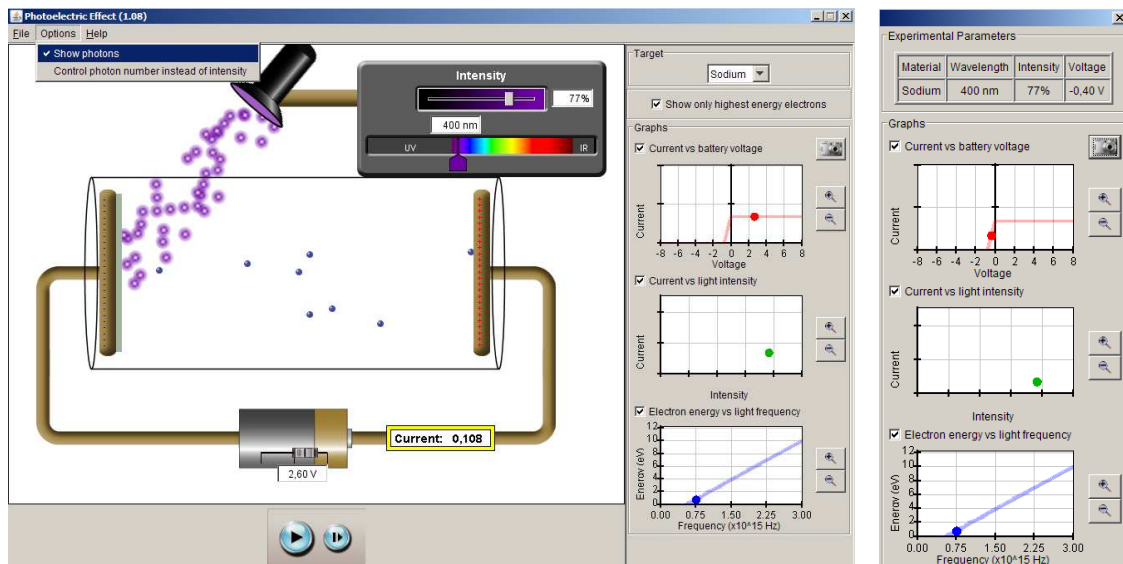 Photoelectric Effect (1.08)
File Options Help
Show photons
Control photon number instead of intensity
Intensity
77%
400 nm
UV IR
Current: 0,108
2,60 V
Target
Sodium
Show only highest energy electrons
Graphs
Current vs battery voltage
Current
-8 -6 -4 -2 0 2 4 6 8
Voltage
Current vs light intensity
Current
Intensity
Electron energy vs light frequency
Energy (eV)
12
10
8
6
4
2
0
0.00 0.75 1.50 2.25 3.00
Frequency (x10^15 Hz)
Experimental Parameters
Material Wavelength Intensity Voltage
Sodium 400 nm 77% -0,40 V
Graphs
Current vs battery voltage
Current
-8 -6 -4 -2 0 2 4 6 8
Voltage
Current vs light intensity
Current
Intensity
Electron energy vs light frequency
Energy (eV)
12
10
8
6
4
2
0
0.00 0.75 1.50 2.25 3.00
Frequency (x10^15 Hz)